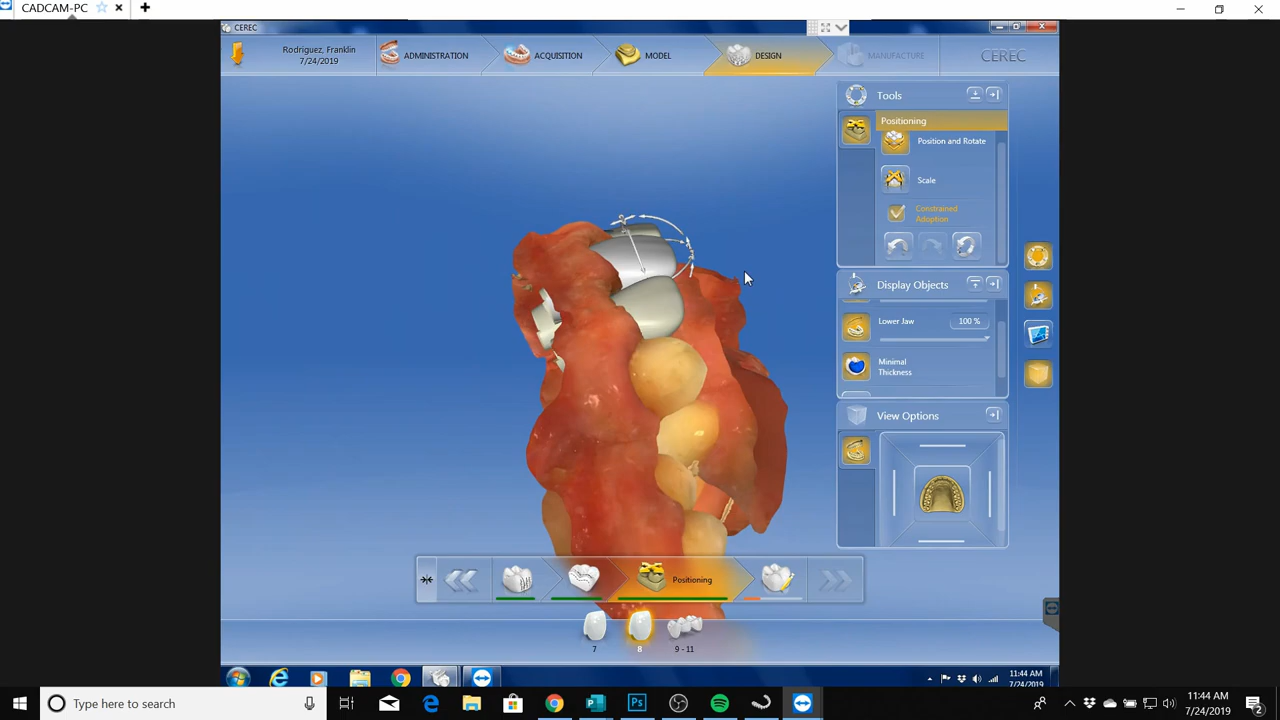 CADCAM-PC
CEREC
Rodriguez, Franklin
7/24/2019
ADMINISTRATION
ACQUISITION
MODEL
DESIGN
MANUFACTURE
CEREC
Tools
Positioning
Position and Rotate
Scale
Constrained
Adoption
Display Objects
Lower Jaw
100 %
Minimal
Thickness
View Options
Positioning
7
8
9 - 11
11:44 AM
7/24/2019
Type here to search
11:44 AM
7/24/2019
2